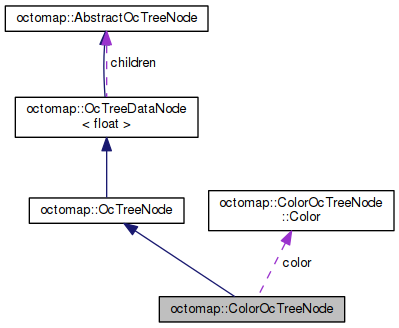 octomap::AbstractOcTreeNode
children
octomap::OcTreeDataNode
< float >
octomap::OcTreeNode
octomap::ColorOcTreeNode
::Color
color
octomap::ColorOcTreeNode